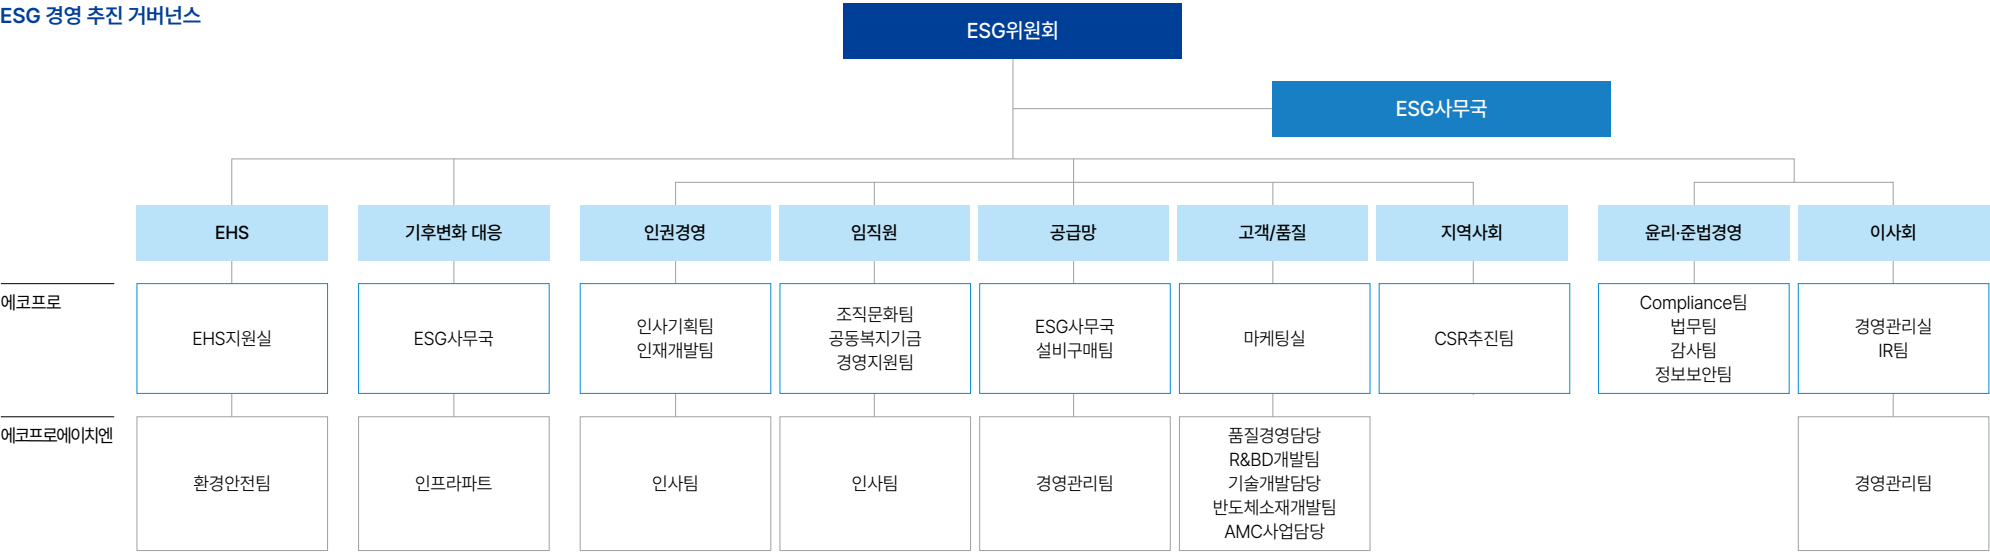 ESG 경영 추진 거버넌스
ESG위원회
ESG사무국
EHS
기후변화 대응
인권경영
임직원
공급망
고객/품질
지역사회
윤리·준법경영
이사회
에코프로
EHS지원실
ESG사무국
인사기획팀
인재개발팀
조직문화팀
공동복지기금
경영지원팀
ESG사무국
설비구매팀
마케팅실
CSR추진팀
Compliance팀
법무팀
감사팀
정보보안팀
경영관리실
IR팀
에코프로에이치엔
환경안전팀
인프라파트
인사팀
인사팀
경영관리팀
품질경영담당
R&BD개발팀
기술개발담당
반도체소재개발팀
AMC사업담당
경영관리팀